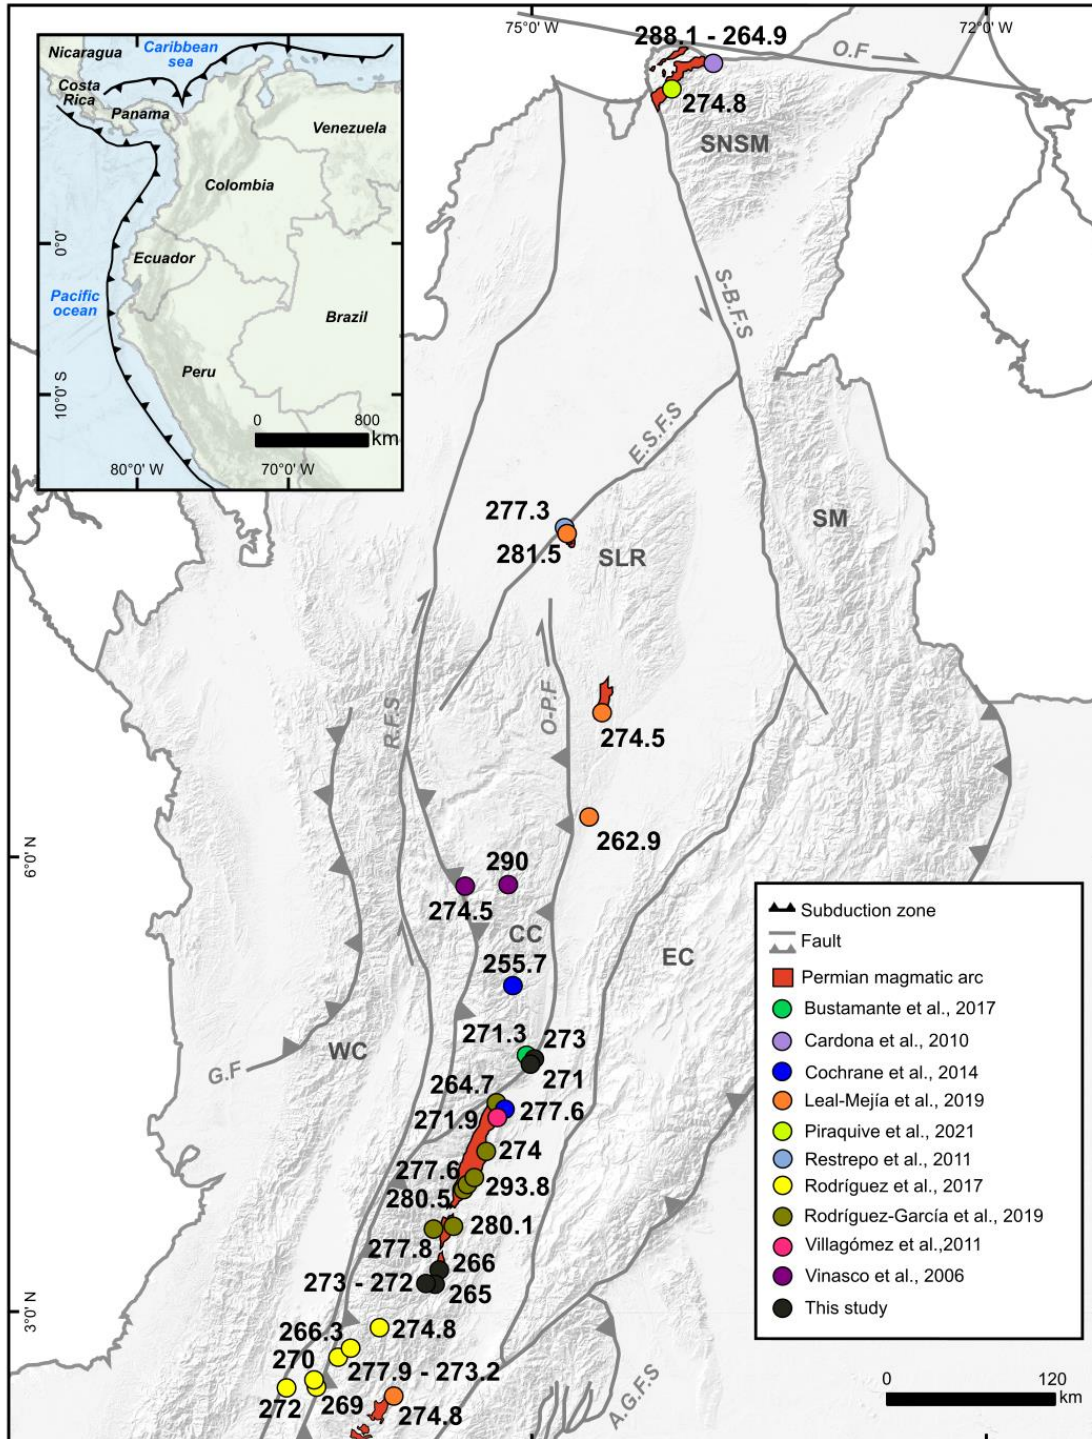 75°0' W
72°0' W
288.1 - 264.9
O.F
274.8
SNSM
Nicaragua
Caribbean
sea
Costa
Rica
Panama
Venezuela
Colombia
0°0'
Ecuador
Pacific
ocean
Brazil
Peru
10°0' S
0
800
km
80°0' W
70°0' W
S-B.F.S
E.S.F.S
277.3
281.5
SLR
SM
R.F.S
O-P.F
274.5
262.9
6°0' N
290
274.5
CC
255.7
EC
271.3
273
271
WC
G.F
264.7
271.9
277.6
274
277.6
280.5
293.8
280.1
277.8
266
273 - 272
265
3°0' N
274.8
266.3
277.9 - 273.2
270
272
269
274.8
A.G.F.S
Subduction zone
Fault
Permian magmatic arc
Bustamante et al., 2017
Cardona et al., 2010
Cochrane et al., 2014
Leal-Mejía et al., 2019
Piraquive et al., 2021
Restrepo et al., 2011
Rodríguez et al., 2017
Rodríguez-García et al., 2019
Villagómez et al.,2011
Vinasco et al., 2006
This study
0
120
km